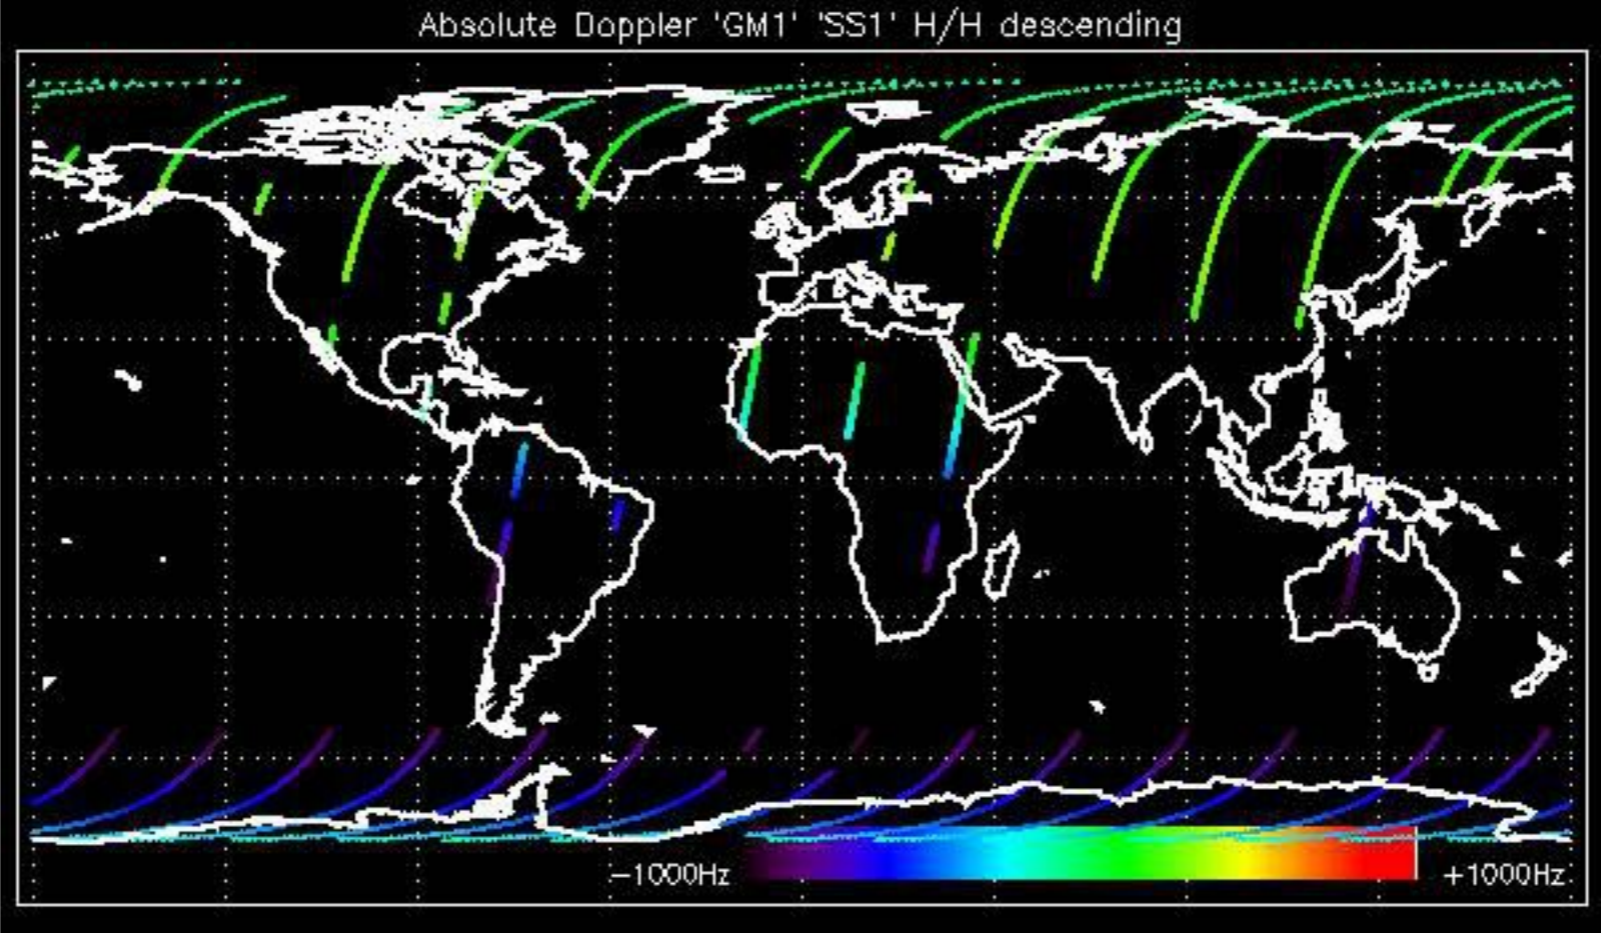 Absolute Doppler 'GM1' 'SS1' H/H descending
−1000Hz +1000Hz